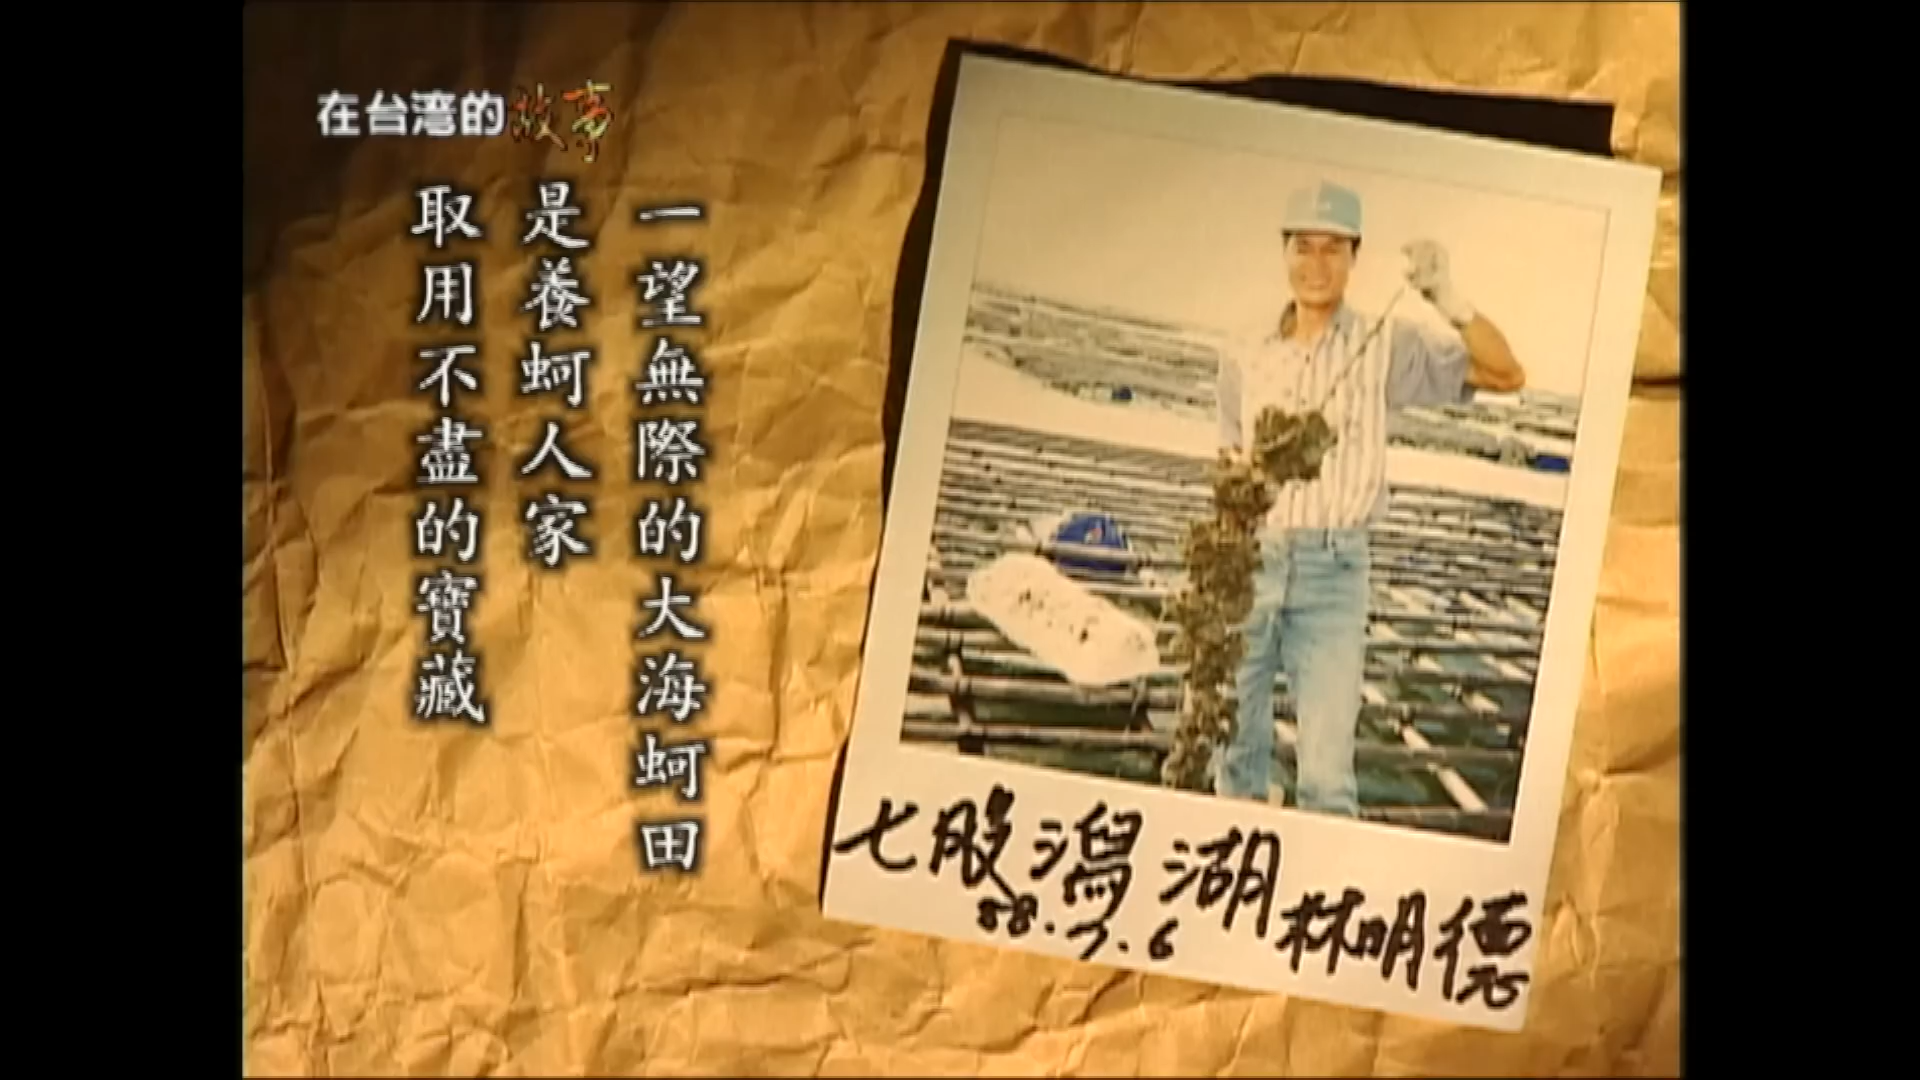 在台湾的故事
一望無際的大海蚵田
是養蚵人家
取用不盡的寶藏
七股潟湖
林明德
88.7.6